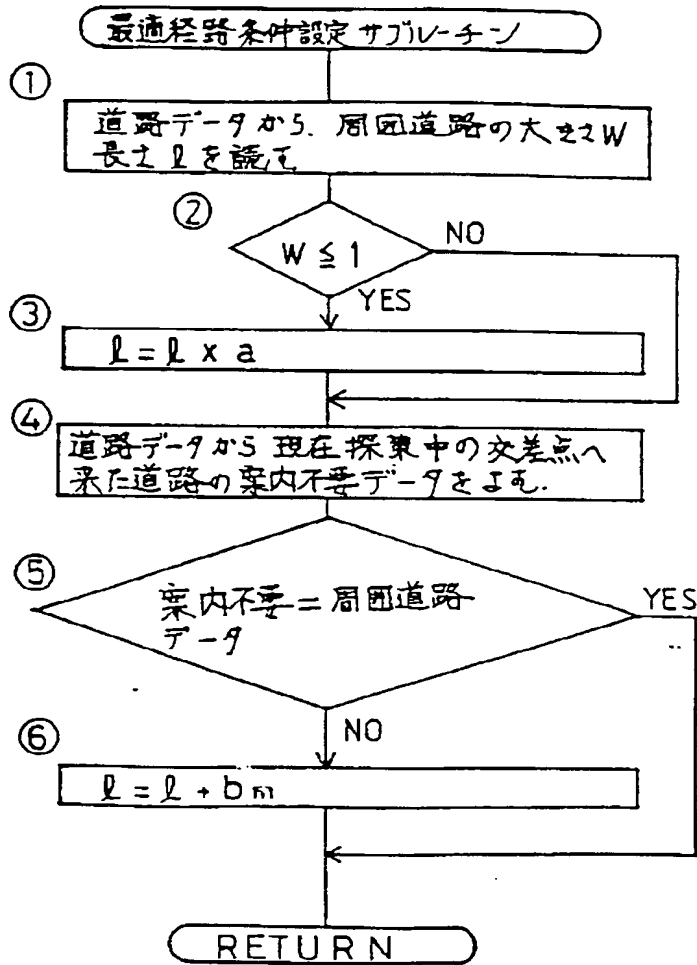 最適経路条件設定サブルーチン
①
道路データから、周囲道路の大きさW
長さlを読む
②
W ≦ 1
NO
YES
③
l = l x a
④
道路データから現在探索中の交差点へ
来た道路の案内不要データをよむ.
⑤
案内不要=周囲道路
データ
YES
NO
⑥
l = l + b m
RETURN